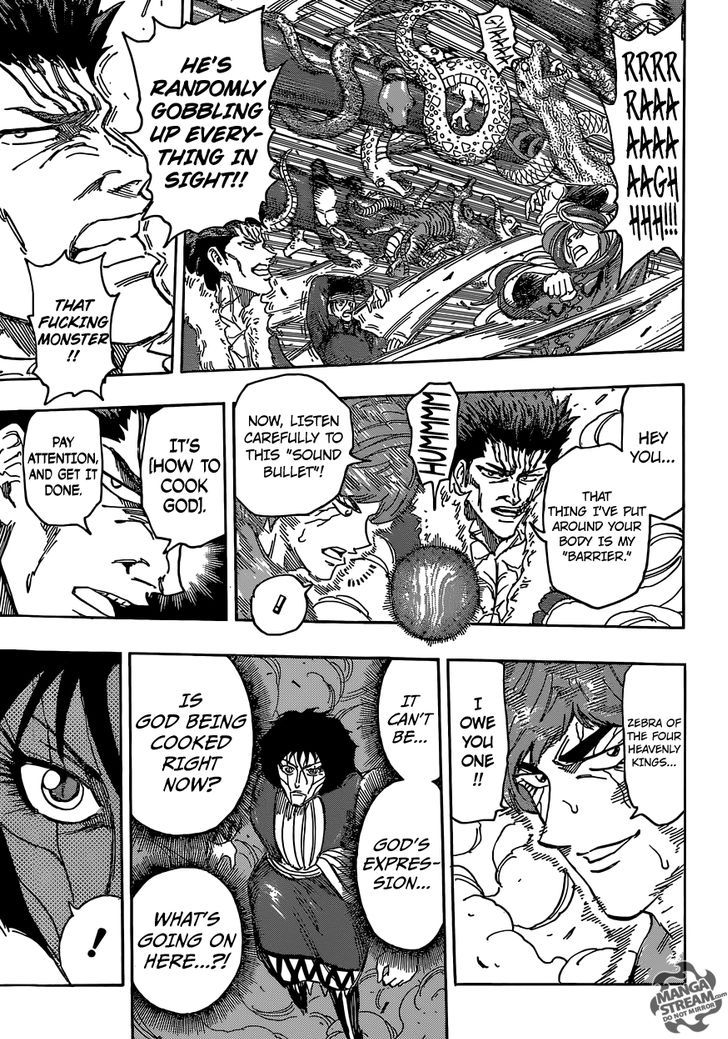 RRRR
RAAA
AAAA
AAGH
HHH!!!
GYAAAA
HE'S
RANDOMLY
GOBBLING
UP EVERY-
THING IN
SIGHT!!
THAT
FUCKING
MONSTER
!!
HEY
YOU...
THAT
THING I'VE PUT
AROUND YOUR
BODY IS MY
"BARRIER."
HUMMMM
NOW, LISTEN
CAREFULLY TO
THIS "SOUND
BULLET"!
!
IT'S
[HOW TO
COOK
GOD].
PAY
ATTENTION,
AND GET IT
DONE.
ZEBRA OF
THE FOUR
HEAVENLY
KINGS...
I
OWE
YOU
ONE
!!
IT
CAN'T
BE...
GOD'S
EXPRES-
SION...
IS
GOD BEING
COOKED
RIGHT
NOW?
WHAT'S
GOING ON
HERE...?!
!
MANGA
STREAM.COM
DO NOT MIRROR